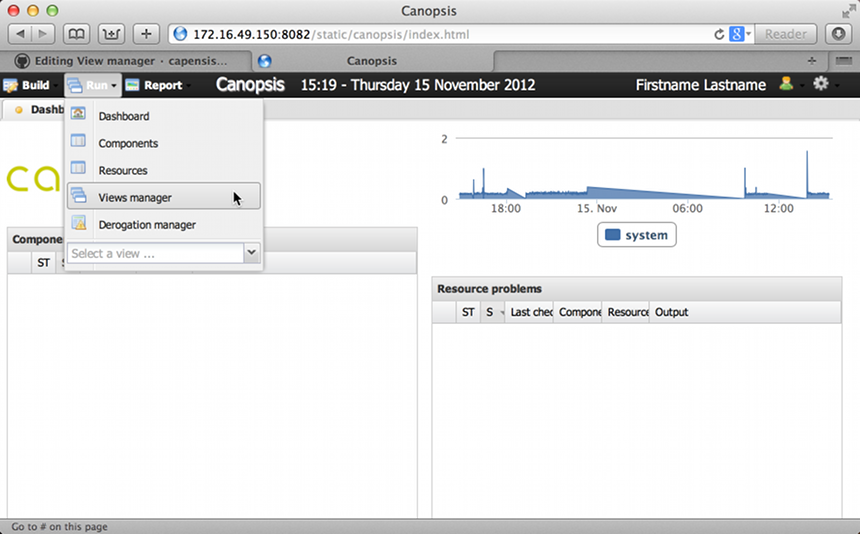 Canopsis
172.16.49.150:8082/static/canopsis/index.html
Reader
Editing View manager · capensis...
Canopsis
Build
Run
Report
Canopsis
15:19 - Thursday 15 November 2012
Firstname Lastname
Dashb
Dashboard
Components
Resources
Views manager
Derogation manager
Select a view ...
ca
2
0
18:00
15. Nov
06:00
12:00
system
Compone
ST
Resource problems
ST
S
Last chec
Compone
Resource
Output
Go to # on this page